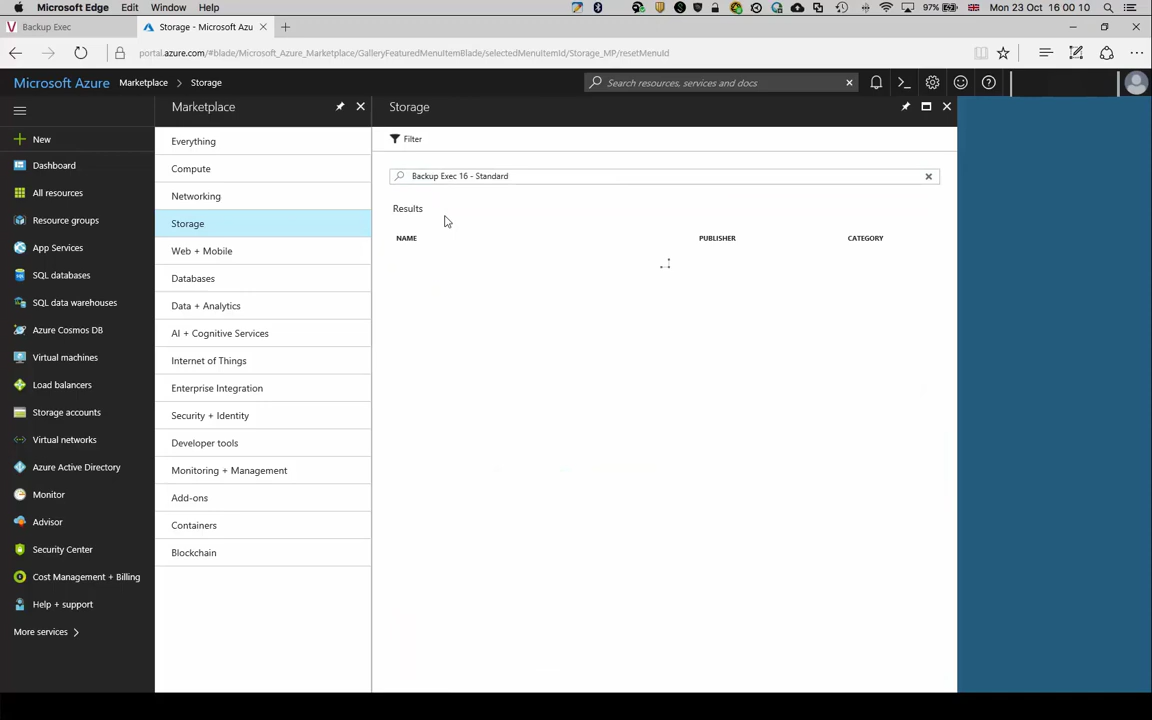 Microsoft Edge Edit Window Help 97% Mon 23 Oct 16 00 10
Backup Exec
Storage - Microsoft Azu
portal.azure.com/#blade/Microsoft_Azure_Marketplace/GalleryFeaturedMenuItemBlade/selectedMenuItemId/Storage_MP/resetMenuId
Microsoft Azure Marketplace > Storage
Search resources, services and docs
Marketplace
Storage
New
Dashboard
All resources
Resource groups
App Services
SQL databases
SQL data warehouses
Azure Cosmos DB
Virtual machines
Load balancers
Storage accounts
Virtual networks
Azure Active Directory
Monitor
Advisor
Security Center
Cost Management + Billing
Help + support
More services >
Everything
Compute
Networking
Storage
Web + Mobile
Databases
Data + Analytics
AI + Cognitive Services
Internet of Things
Enterprise Integration
Security + Identity
Developer tools
Monitoring + Management
Add-ons
Containers
Blockchain
Filter
Backup Exec 16 - Standard
Results
NAME PUBLISHER CATEGORY